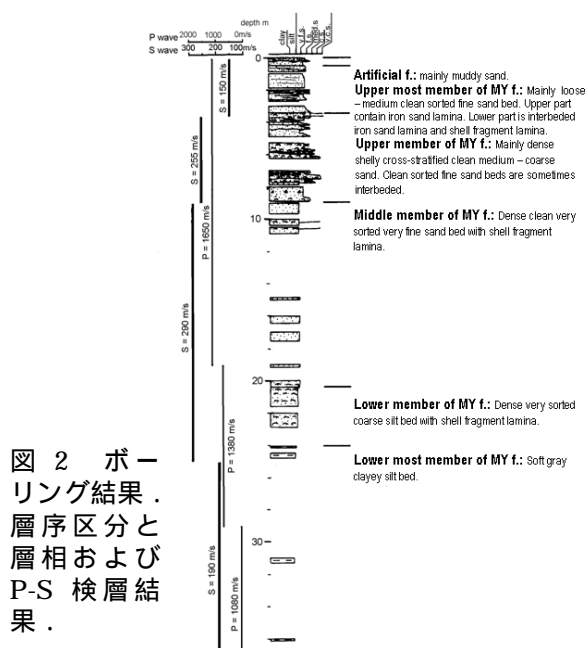 depth m
P wave 2000 1000 0m/s
S wave 300 200 100m/s
clay
silt
v.f.s.
0
10
20
30
S = 150 m/s
S = 255 m/s
P = 1650 m/s
S = 290 m/s
P = 1380 m/s
S = 190 m/s
P = 1080 m/s
Artificial f.: mainly muddy sand.
Upper most member of MY f.: Mainly loose
– medium clean sorted fine sand bed. Upper part
contain iron sand lamina. Lower part is interbeded
iron sand lamina and shell fragment lamina.
Upper member of MY f.: Mainly dense
shelly cross-stratified clean medium – coarse
sand. Clean sorted fine sand beds are sometimes
interbeded.
Middle member of MY f.: Dense clean very
sorted very fine sand bed with shell fragment
lamina.
Lower member of MY f.: Dense very sorted
coarse silt bed with shell fragment lamina.
Lower most member of MY f.: Soft gray
clayey silt bed.
図 2 ボー
リング結果．
層序区分と
層相および
P-S 検層結
果．